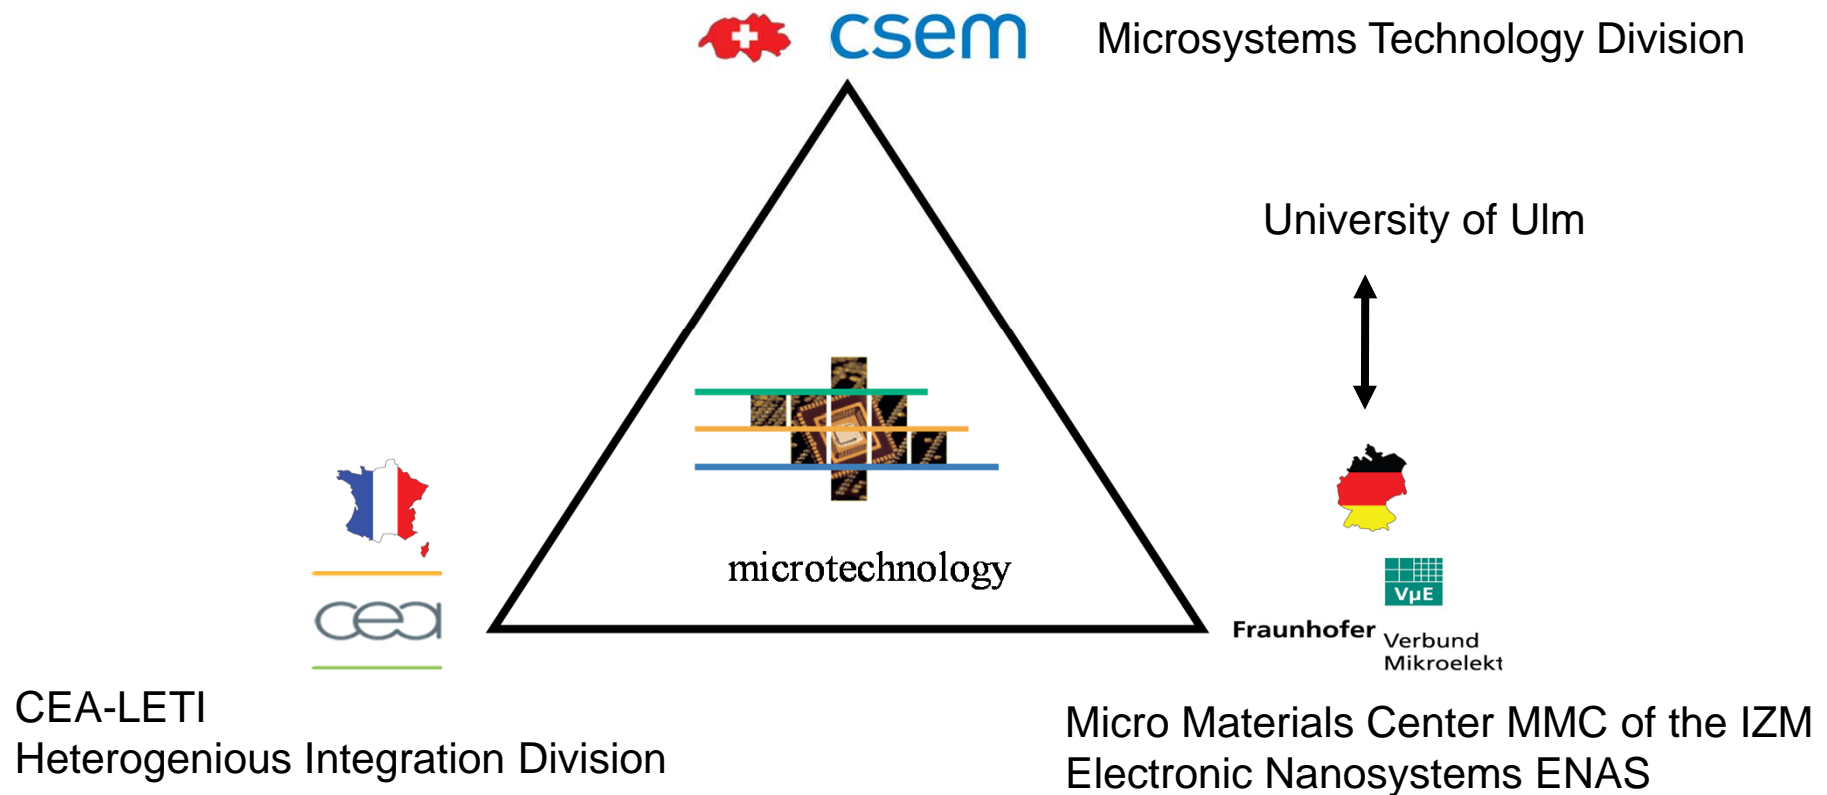 csem
Microsystems Technology Division
University of Ulm
microtechnology
cea
VµE
Fraunhofer
Verbund
Mikroelekt
CEA-LETI
Heterogenious Integration Division
Micro Materials Center MMC of the IZM
Electronic Nanosystems ENAS